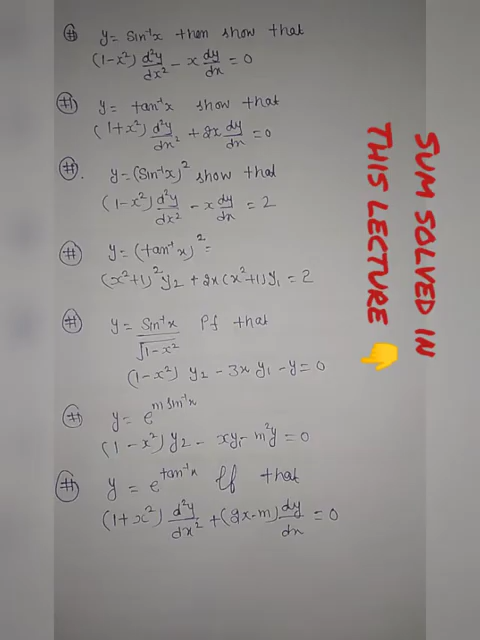 # y = Sin⁻¹x then show that
(1-x²) d²y/dx² - x dy/dx = 0
# y = tan⁻¹x show that
(1+x²) d²y/dx² + 2x dy/dx = 0
# y = (Sin⁻¹x)² show that
(1-x²) d²y/dx² - x dy/dx = 2
# y = (tan⁻¹x)² =
(x²+1)² y₂ + 2x(x²+1)y₁ = 2
# y = Sin⁻¹x/√1-x² Pf that
(1-x²) y₂ - 3x y₁ - y = 0
# y = e^m sin⁻¹x
(1-x²) y₂ - xy₁ - m²y = 0
# y = e^tan⁻¹x Pf that
(1+x²) d²y/dx² + (2x-m) dy/dx = 0
SUM SOLVED IN
THIS LECTURE 👇